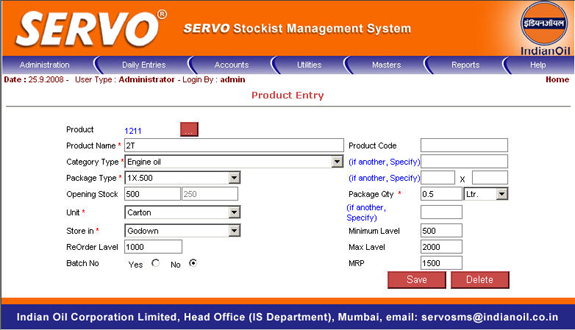 SERVO®
SERVO Stockist Management System
इंडियनऑयल
IndianOil
Administration Daily Entries Accounts Utilities Masters Reports Help
Date : 25.9.2008 - User Type : Administrator - Login By : admin Home
Product Entry
Product 1211 ...
Product Name * 2T Product Code
Category Type * Engine oil (if another, Specify)
Package Type * 1X.500 (if another, Specify) X
Opening Stock 500 250 Package Qty * 0.5 Ltr.
Unit * Carton (if another, Specify)
Store in * Godown Minimum Lavel 500
ReOrder Lavel 1000 Max Lavel 2000
Batch No Yes No MRP 1500
Save Delete
Indian Oil Corporation Limited, Head Office (IS Department), Mumbai, email: servosms@indianoil.co.in